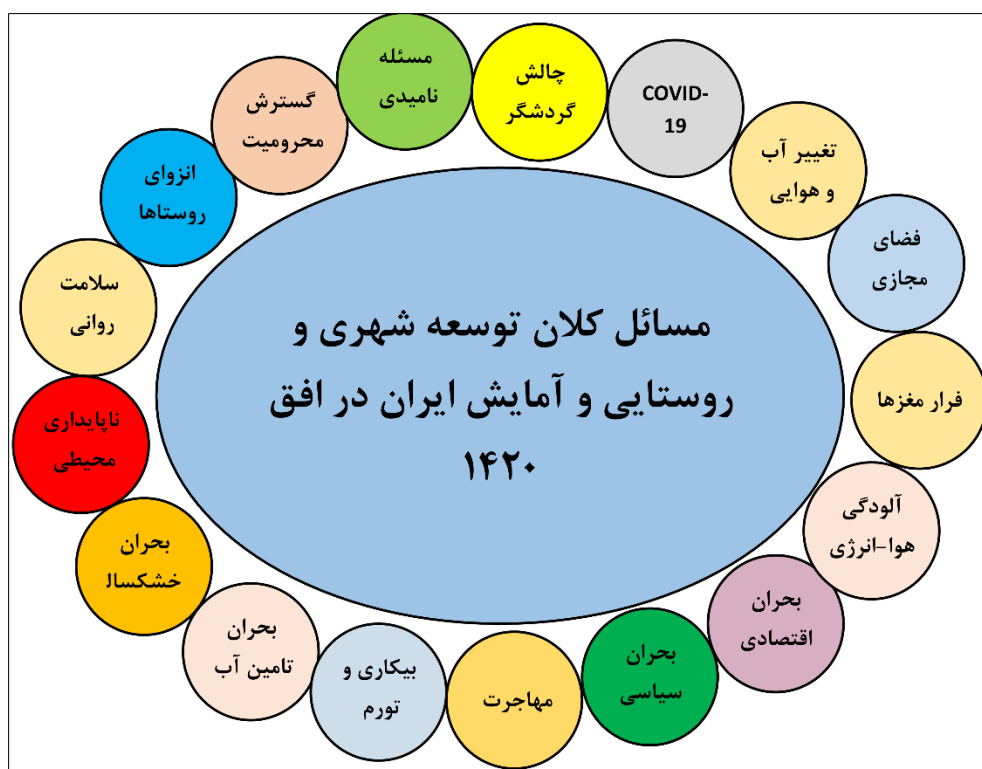 مسئله
نامیدی
چالش
گردشگر
COVID-
19
تغییر آب
و هوایی
فضای
مجازی
فرار مغزها
آلودگی
هوا-انرژی
بحران
اقتصادی
بحران
سیاسی
مهاجرت
بیکاری و
تورم
بحران
تامین آب
بحران
خشکسال
ناپایداری
محیطی
سلامت
روانی
انزوای
روستاها
گسترش
محرومیت
مسائل کلان توسعه شهری و
روستایی و آمایش ایران در افق
۱۴۲۰